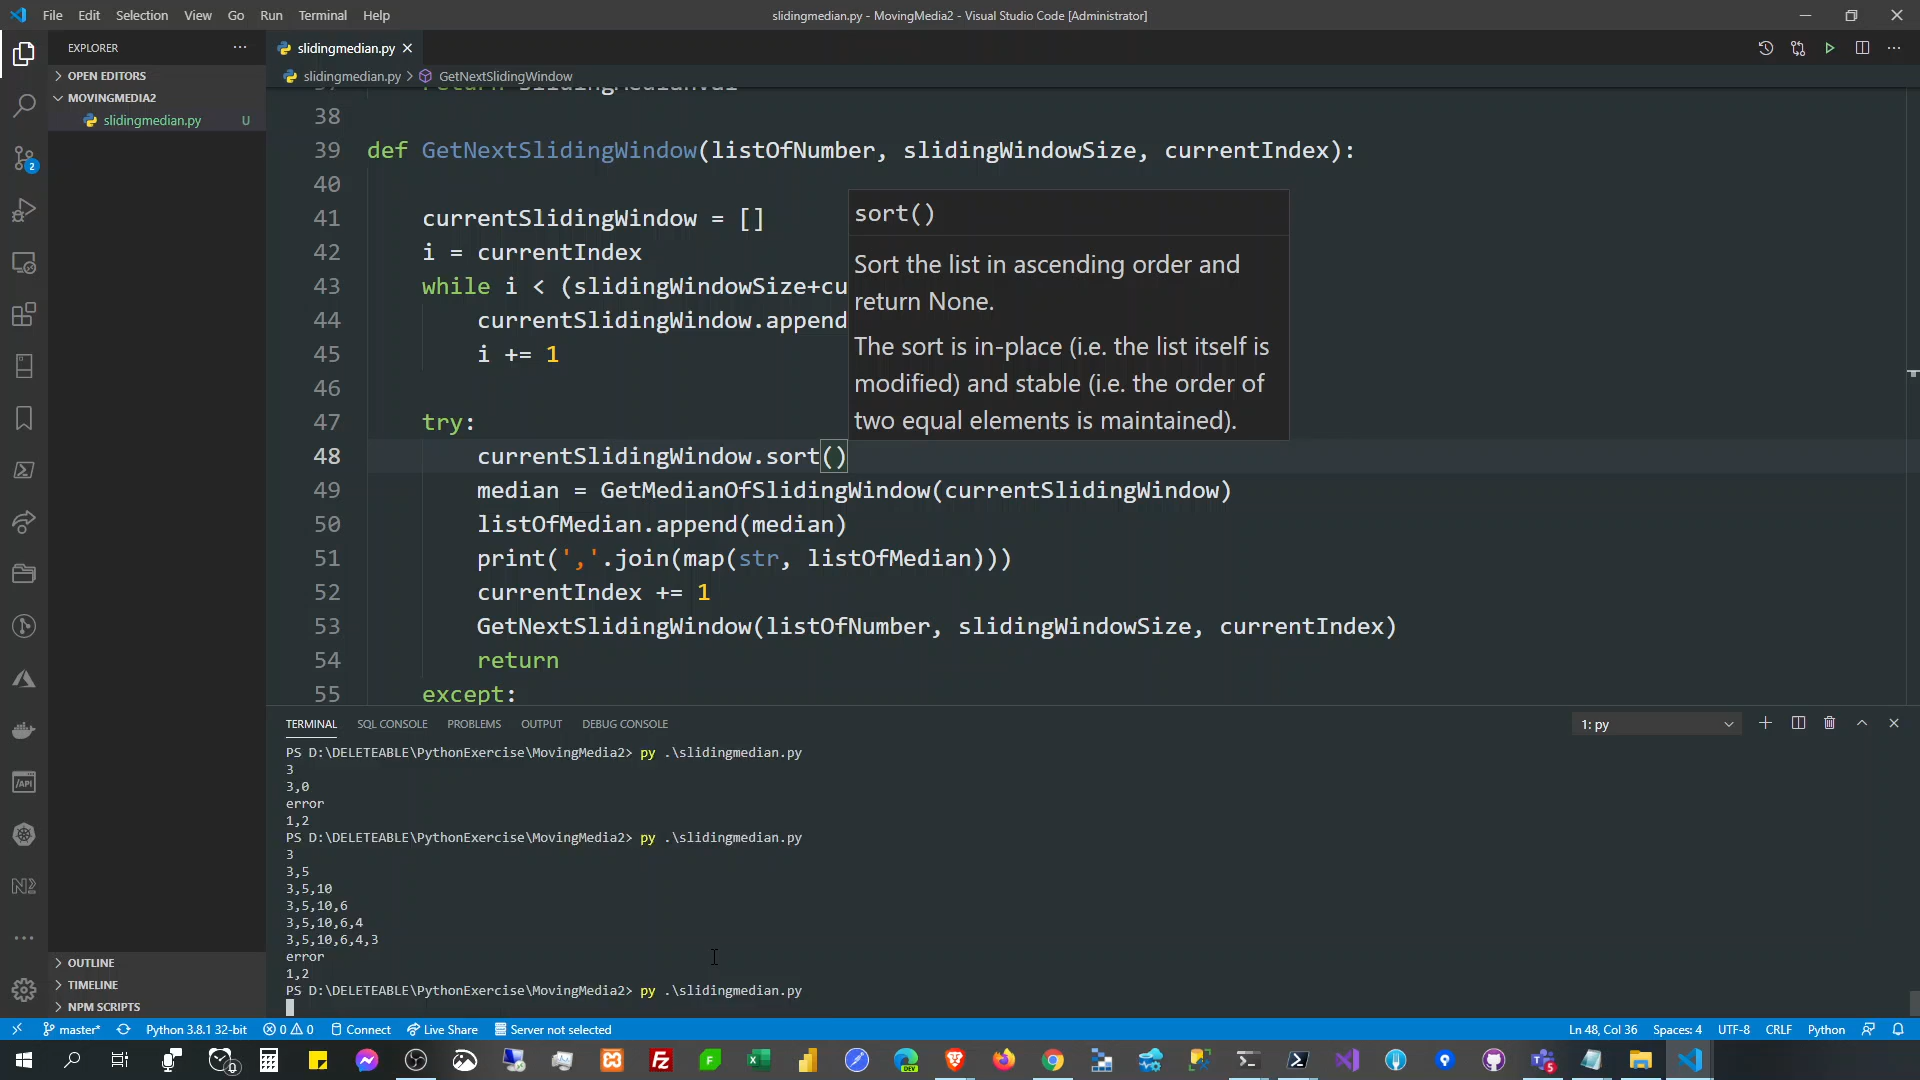 File Edit Selection View Go Run Terminal Help
slidingmedian.py - MovingMedia2 - Visual Studio Code [Administrator]
EXPLORER
OPEN EDITORS
MOVINGMEDIA2
slidingmedian.py U
2
slidingmedian.py
slidingmedian.py > GetNextSlidingWindow
37 return slidingMedianVal
38
39 def GetNextSlidingWindow(listOfNumber, slidingWindowSize, currentIndex):
40
41 currentSlidingWindow = []
42 i = currentIndex
43 while i < (slidingWindowSize+cu
44 currentSlidingWindow.append
45 i += 1
46
47 try:
48 currentSlidingWindow.sort()
49 median = GetMedianOfSlidingWindow(currentSlidingWindow)
50 listOfMedian.append(median)
51 print(','.join(map(str, listOfMedian)))
52 currentIndex += 1
53 GetNextSlidingWindow(listOfNumber, slidingWindowSize, currentIndex)
54 return
55 except:
sort()
Sort the list in ascending order and
return None.
The sort is in-place (i.e. the list itself is
modified) and stable (i.e. the order of
two equal elements is maintained).
TERMINAL SQL CONSOLE PROBLEMS OUTPUT DEBUG CONSOLE
1: py
PS D:\DELETEABLE\PythonExercise\MovingMedia2> py .\slidingmedian.py
3
3,0
error
1,2
PS D:\DELETEABLE\PythonExercise\MovingMedia2> py .\slidingmedian.py
3
3,5
3,5,10
3,5,10,6
3,5,10,6,4
3,5,10,6,4,3
error
1,2
PS D:\DELETEABLE\PythonExercise\MovingMedia2> py .\slidingmedian.py
OUTLINE
TIMELINE
NPM SCRIPTS
master* Python 3.8.1 32-bit 0 0 Connect Live Share Server not selected
Ln 48, Col 36 Spaces: 4 UTF-8 CRLF Python